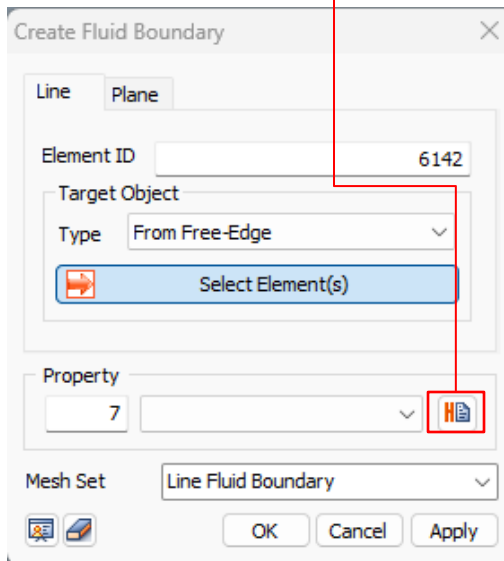 Create Fluid Boundary
Line Plane
Element ID 6142
Target Object
Type From Free-Edge
Select Element(s)
Property
7
H
Mesh Set Line Fluid Boundary
OK Cancel Apply